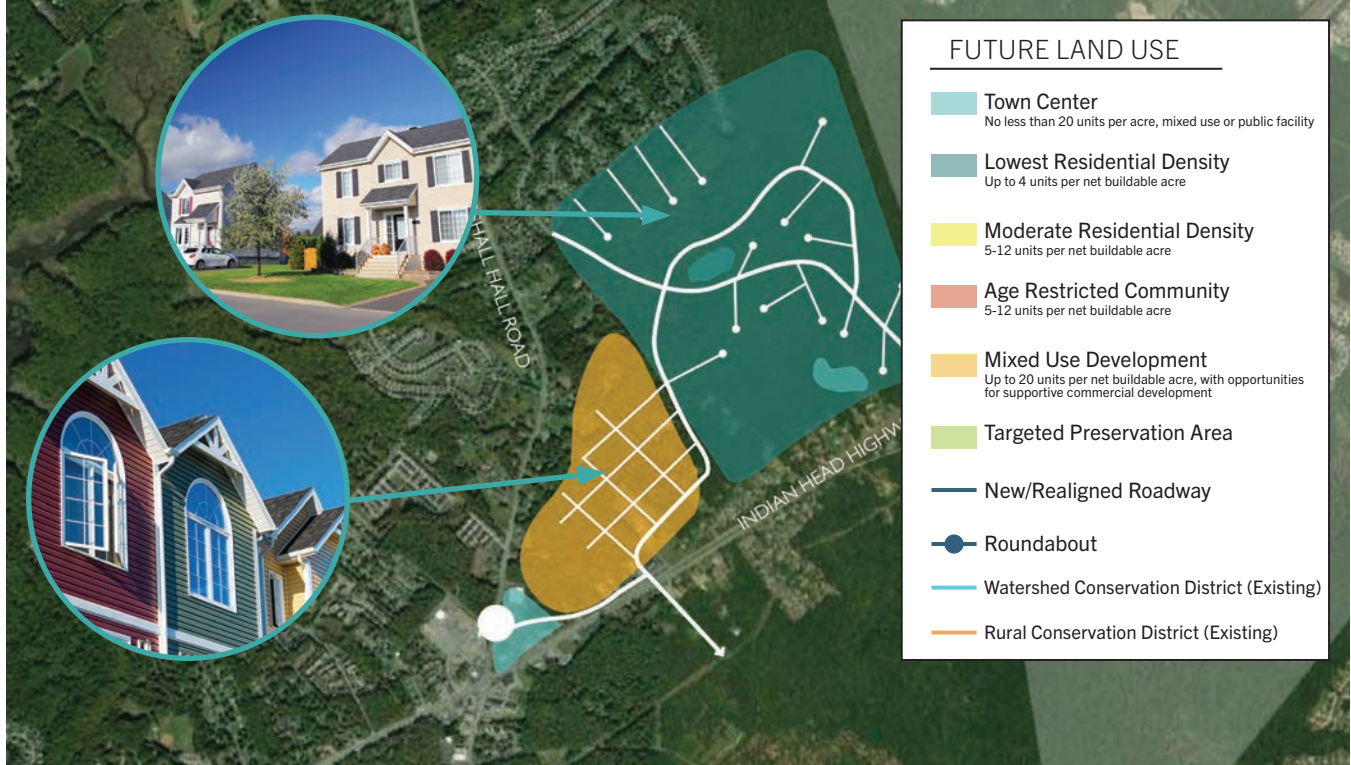 HALL HALL ROAD
INDIAN HEAD HIGHW
FUTURE LAND USE
Town Center
No less than 20 units per acre, mixed use or public facility
Lowest Residential Density
Up to 4 units per net buildable acre
Moderate Residential Density
5-12 units per net buildable acre
Age Restricted Community
5-12 units per net buildable acre
Mixed Use Development
Up to 20 units per net buildable acre, with opportunities
for supportive commercial development
Targeted Preservation Area
New/Realigned Roadway
Roundabout
Watershed Conservation District (Existing)
Rural Conservation District (Existing)